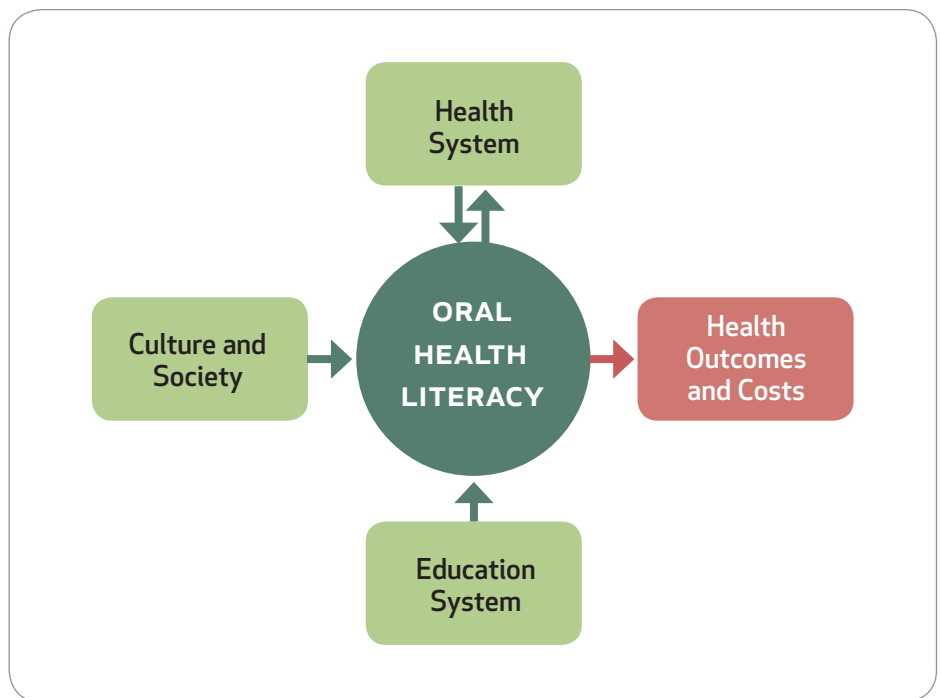 Health
System
Culture and
Society
ORAL
HEALTH
LITERACY
Health
Outcomes
and Costs
Education
System